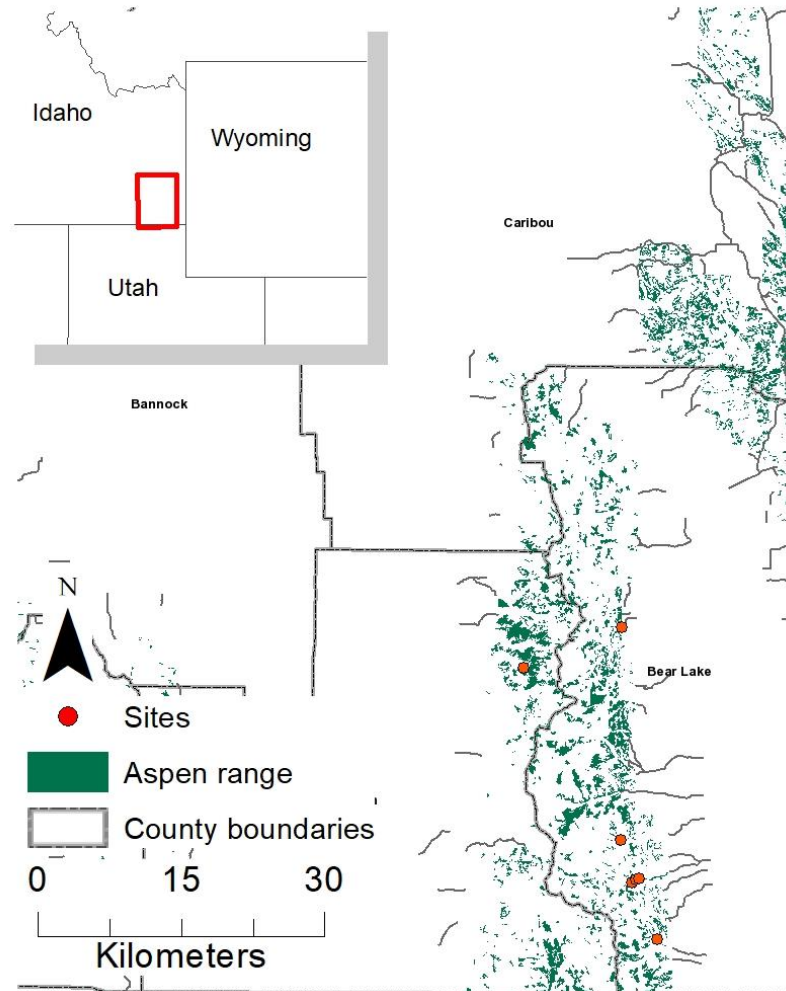 Idaho
Wyoming
Utah
Caribou
Bannock
N
Bear Lake
Sites
Aspen range
County boundaries
0 15 30
Kilometers